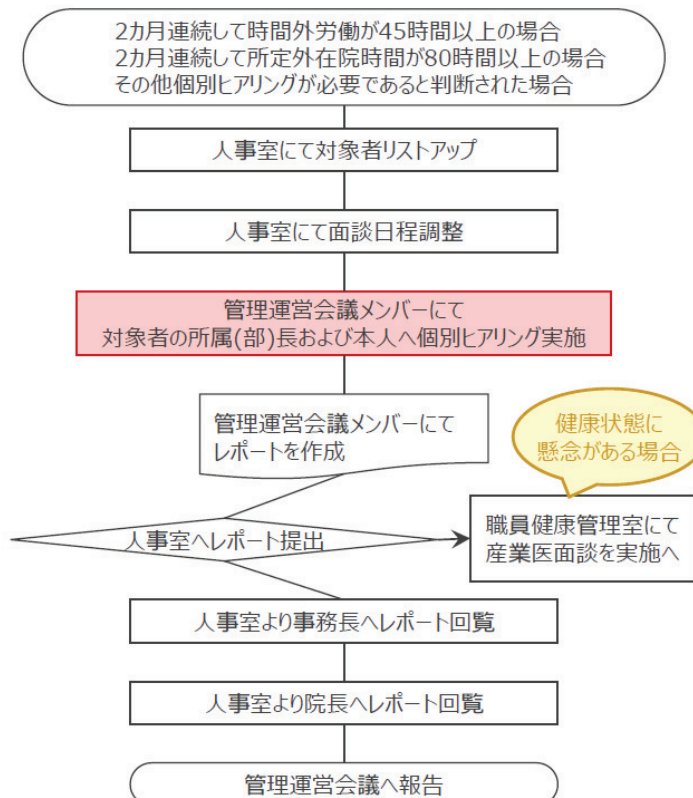 2カ月連続して時間外労働が45時間以上の場合
2カ月連続して所定外在院時間が80時間以上の場合
その他個別ヒアリングが必要であると判断された場合
人事室にて対象者リストアップ
人事室にて面談日程調整
管理運営会議メンバーにて
対象者の所属(部)長および本人へ個別ヒアリング実施
管理運営会議メンバーにて
レポートを作成
健康状態に
懸念がある場合
人事室へレポート提出
職員健康管理室にて
産業医面談を実施へ
人事室より事務長へレポート回覧
人事室より院長へレポート回覧
管理運営会議へ報告